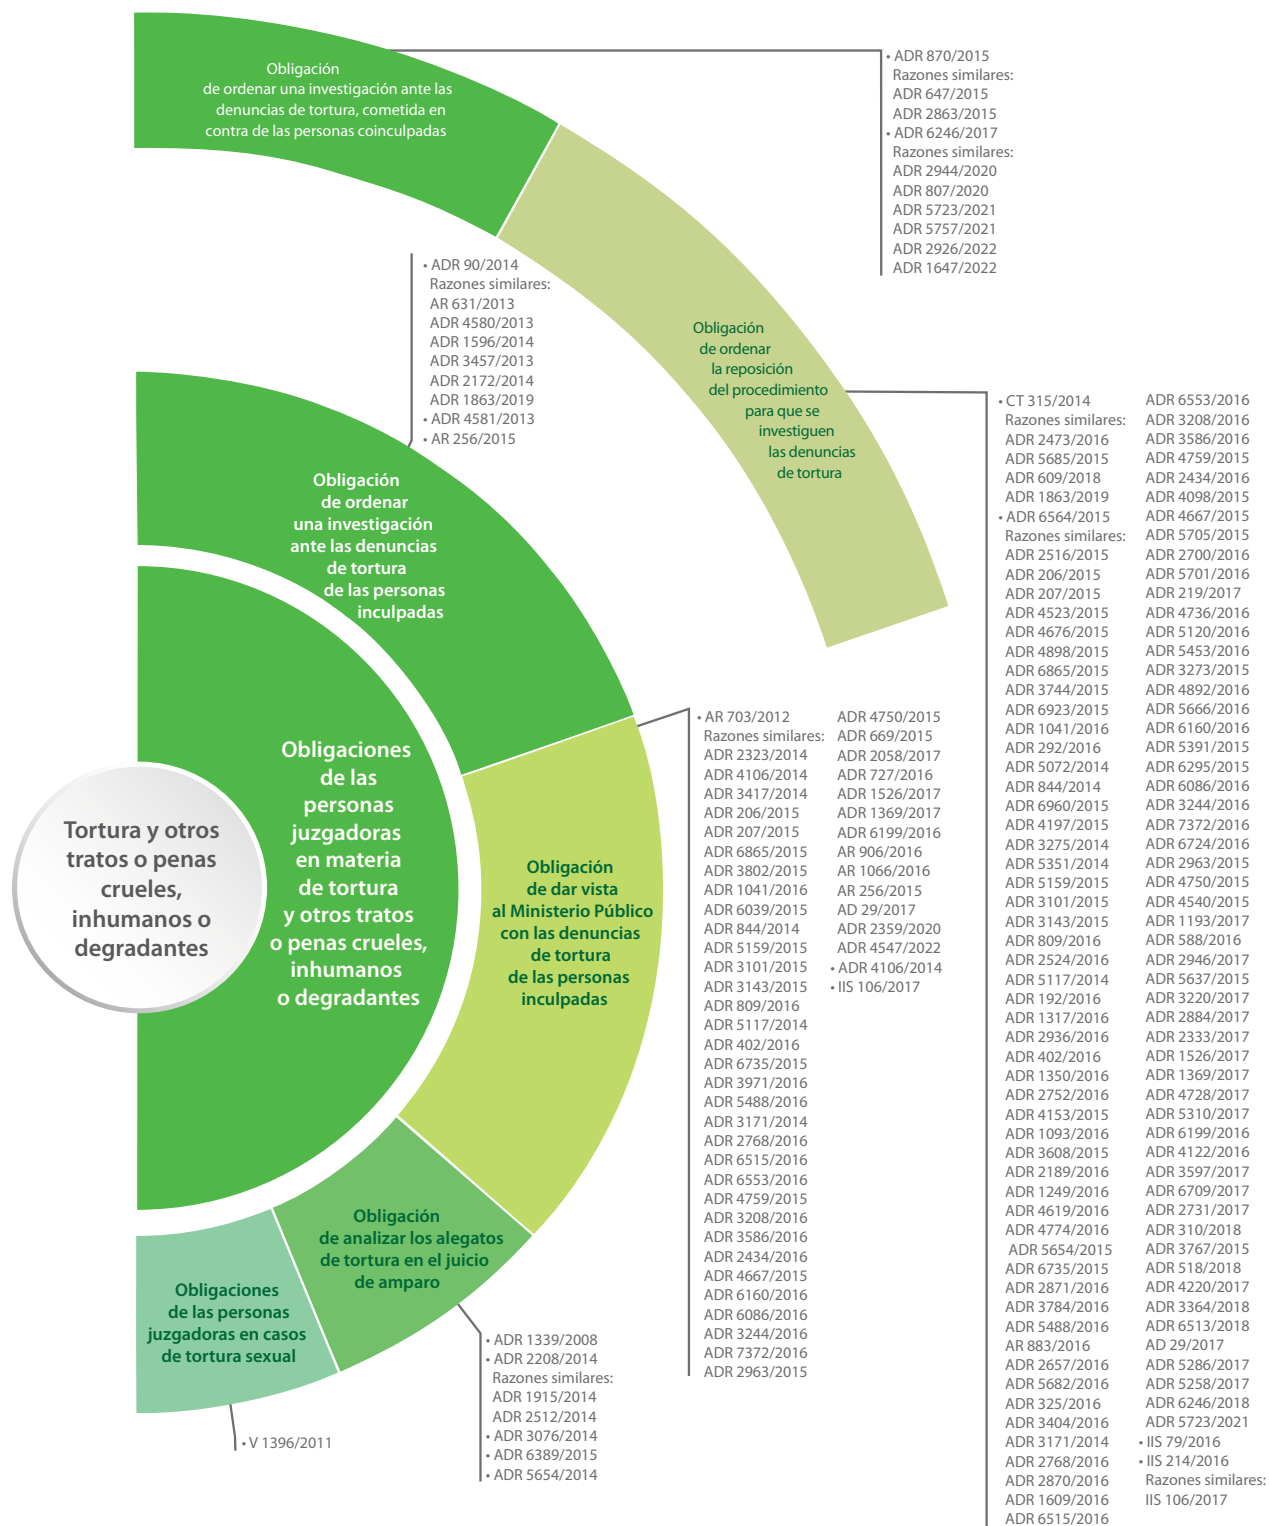 Obligación
de ordenar una investigación ante las
denuncias de tortura, cometida en
contra de las personas coinculpadas
• ADR 870/2015
Razones similares:
ADR 647/2015
ADR 2863/2015
• ADR 6246/2017
Razones similares:
ADR 2944/2020
ADR 807/2020
ADR 5723/2021
ADR 5757/2021
ADR 2926/2022
ADR 1647/2022
• ADR 90/2014
Razones similares:
AR 631/2013
ADR 4580/2013
ADR 1596/2014
ADR 3457/2013
ADR 2172/2014
ADR 1863/2019
• ADR 4581/2013
• AR 256/2015
Obligación
de ordenar
la reposición
del procedimiento
para que se
investiguen
las denuncias
de tortura
• CT 315/2014
Razones similares:
ADR 2473/2016
ADR 5685/2015
ADR 609/2018
ADR 1863/2019
• ADR 6564/2015
Razones similares:
ADR 2516/2015
ADR 206/2015
ADR 207/2015
ADR 4523/2015
ADR 4676/2015
ADR 4898/2015
ADR 6865/2015
ADR 3744/2015
ADR 6923/2015
ADR 1041/2016
ADR 292/2016
ADR 5072/2014
ADR 844/2014
ADR 6960/2015
ADR 4197/2015
ADR 3275/2014
ADR 5351/2014
ADR 5159/2015
ADR 3101/2015
ADR 3143/2015
ADR 809/2016
ADR 2524/2016
ADR 5117/2014
ADR 192/2016
ADR 1317/2016
ADR 2936/2016
ADR 402/2016
ADR 1350/2016
ADR 2752/2016
ADR 4153/2015
ADR 1093/2016
ADR 3608/2015
ADR 2189/2016
ADR 1249/2016
ADR 4619/2016
ADR 4774/2016
ADR 5654/2015
ADR 6735/2015
ADR 2871/2016
ADR 3784/2016
ADR 5488/2016
AR 883/2016
ADR 2657/2016
ADR 5682/2016
ADR 325/2016
ADR 3404/2016
ADR 3171/2014
ADR 2768/2016
ADR 2870/2016
ADR 1609/2016
ADR 6515/2016
ADR 6553/2016
ADR 3208/2016
ADR 3586/2016
ADR 4759/2015
ADR 2434/2016
ADR 4098/2015
ADR 4667/2015
ADR 5705/2015
ADR 2700/2016
ADR 5701/2016
ADR 219/2017
ADR 4736/2016
ADR 5120/2016
ADR 5453/2016
ADR 3273/2015
ADR 4892/2016
ADR 5666/2016
ADR 6160/2016
ADR 5391/2015
ADR 6295/2015
ADR 6086/2016
ADR 3244/2016
ADR 7372/2016
ADR 6724/2016
ADR 2963/2015
ADR 4750/2015
ADR 4540/2015
ADR 1193/2017
ADR 588/2016
ADR 2946/2017
ADR 5637/2015
ADR 3220/2017
ADR 2884/2017
ADR 2333/2017
ADR 1526/2017
ADR 1369/2017
ADR 4728/2017
ADR 5310/2017
ADR 6199/2016
ADR 4122/2016
ADR 3597/2017
ADR 6709/2017
ADR 2731/2017
ADR 310/2018
ADR 3767/2015
ADR 518/2018
ADR 4220/2017
ADR 3364/2018
ADR 6513/2018
AD 29/2017
ADR 5286/2017
ADR 5258/2017
ADR 6246/2018
ADR 5723/2021
• IIS 79/2016
• IIS 214/2016
Razones similares:
IIS 106/2017
Obligación
de ordenar
una investigación
ante las denuncias
de tortura
de las personas
inculpadas
Tortura y otros
tratos o penas
crueles,
inhumanos o
degradantes
Obligaciones
de las
personas
juzgadoras
en materia
de tortura
y otros tratos
o penas crueles,
inhumanos
o degradantes
Obligación
de dar vista
al Ministerio Público
con las denuncias
de tortura
de las personas
inculpadas
• AR 703/2012
Razones similares:
ADR 2323/2014
ADR 4106/2014
ADR 3417/2014
ADR 206/2015
ADR 207/2015
ADR 6865/2015
ADR 3802/2015
ADR 1041/2016
ADR 6039/2015
ADR 844/2014
ADR 5159/2015
ADR 3101/2015
ADR 3143/2015
ADR 809/2016
ADR 5117/2014
ADR 402/2016
ADR 6735/2015
ADR 3971/2016
ADR 5488/2016
ADR 3171/2014
ADR 2768/2016
ADR 6515/2016
ADR 6553/2016
ADR 4759/2015
ADR 3208/2016
ADR 3586/2016
ADR 2434/2016
ADR 4667/2015
ADR 6160/2016
ADR 6086/2016
ADR 3244/2016
ADR 7372/2016
ADR 2963/2015
ADR 4750/2015
ADR 669/2015
ADR 2058/2017
ADR 727/2016
ADR 1526/2017
ADR 1369/2017
ADR 6199/2016
AR 906/2016
AR 1066/2016
AR 256/2015
AD 29/2017
ADR 2359/2020
ADR 4547/2022
• ADR 4106/2014
• IIS 106/2017
Obligación
de analizar los alegatos
de tortura en el juicio
de amparo
• ADR 1339/2008
• ADR 2208/2014
Razones similares:
ADR 1915/2014
ADR 2512/2014
• ADR 3076/2014
• ADR 6389/2015
• ADR 5654/2014
Obligaciones
de las personas
juzgadoras en casos
de tortura sexual
• V 1396/2011